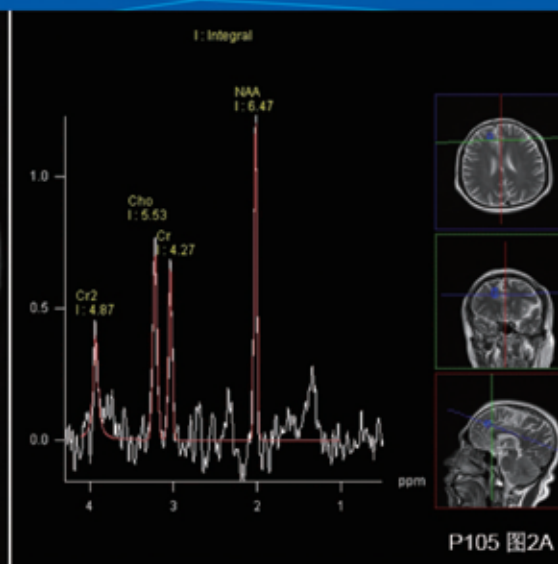 I : Integral
NAA
I : 6.47
1.0
Cho
I : 5.53
Cr
I : 4.27
0.5
Cr2
I : 4.87
0.0
ppm
4
3
2
1
P105 图2A